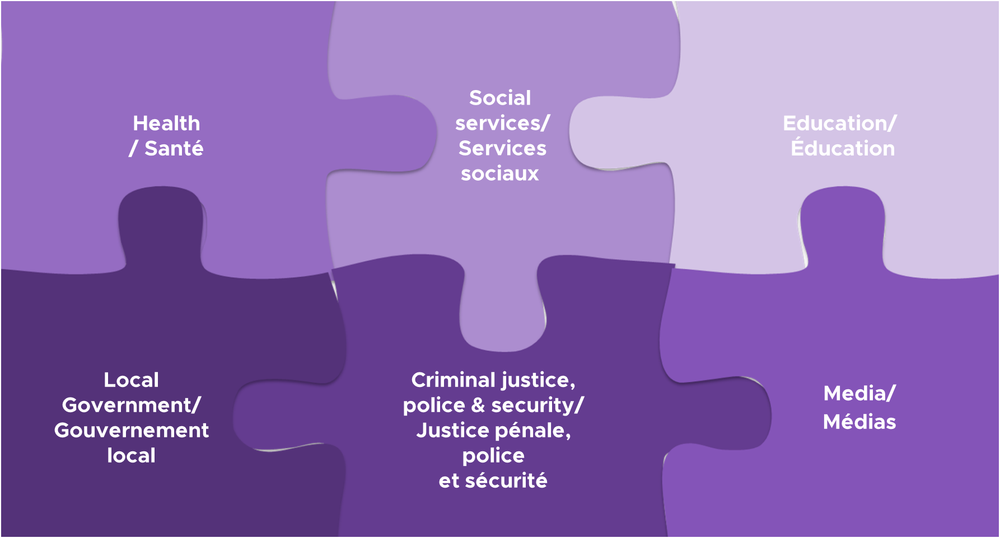 Health
/ Santé
Social
services/
Services
sociaux
Education/
Éducation
Local
Government/
Gouvernement
local
Criminal justice,
police & security/
Justice pénale,
police
et sécurité
Media/
Médias